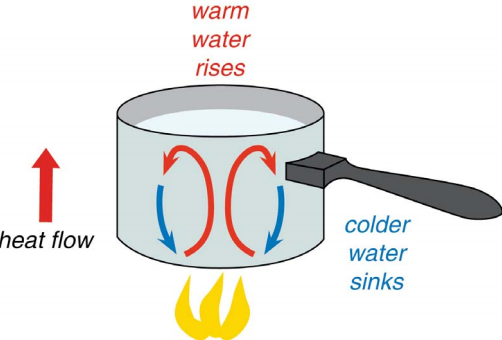 warm
water
rises
heat flow
colder
water
sinks